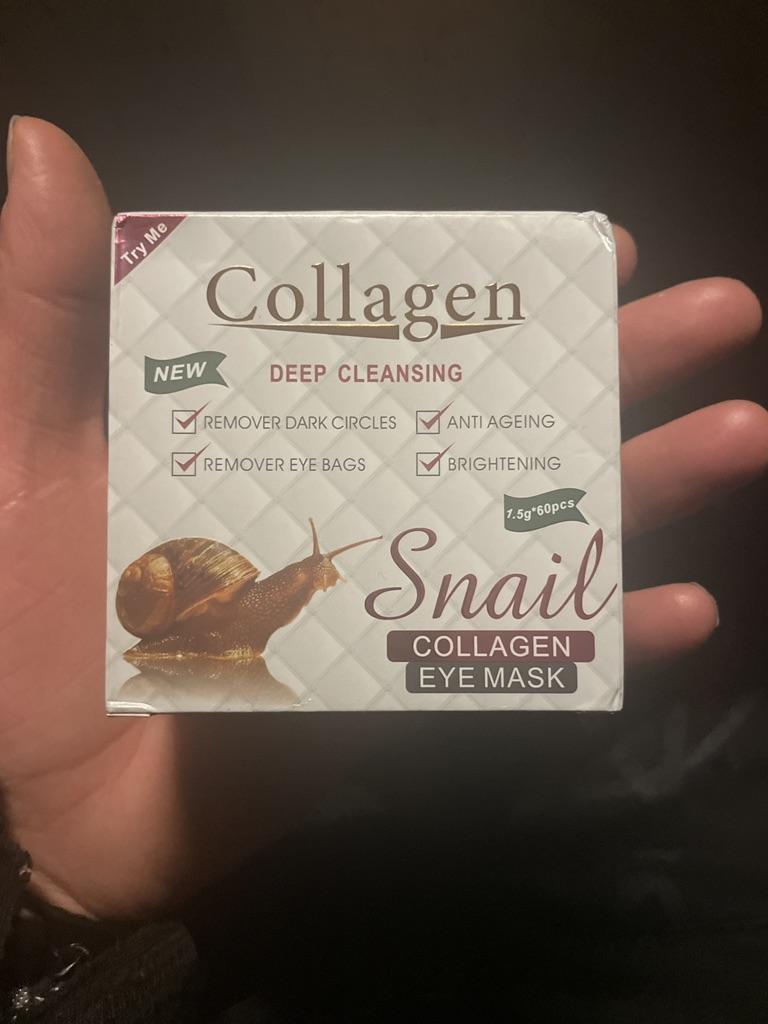 Try Me
Collagen
NEW
DEEP CLEANSING
REMOVER DARK CIRCLES
ANTI AGEING
REMOVER EYE BAGS
BRIGHTENING
1.5g*60pcs
Snail
COLLAGEN
EYE MASK